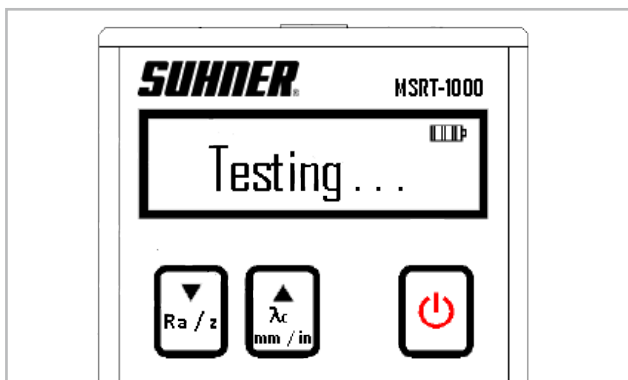 SUHNER®
MSRT-1000
Testing . . .
▼
Ra / z
▲
λc
mm / in